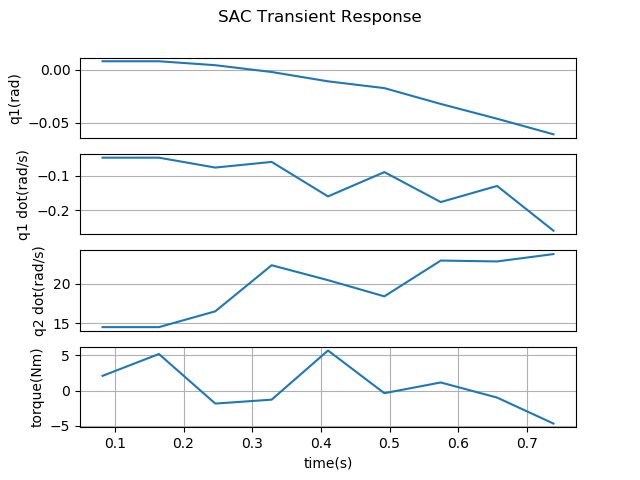 SAC Transient Response
q1(rad)
0.00
−0.05
q1 dot(rad/s)
−0.1
−0.2
q2 dot(rad/s)
20
15
torque(Nm)
5
0
−5
0.1 0.2 0.3 0.4 0.5 0.6 0.7
time(s)